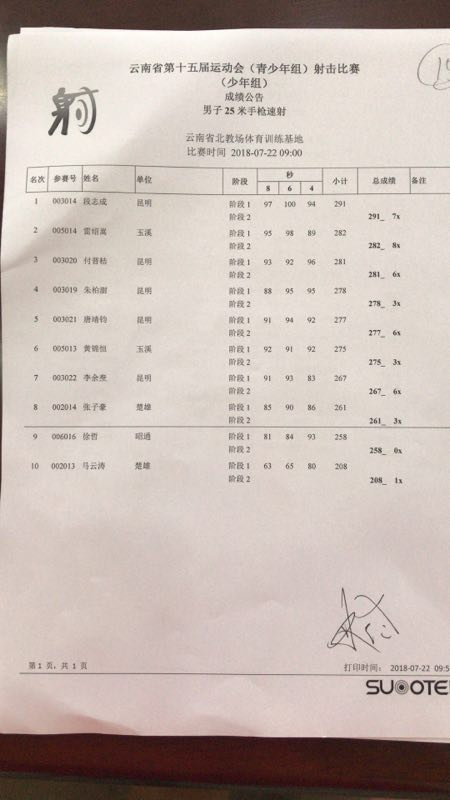 云南省第十五届运动会（青少年组）射击比赛
（少年组）
成绩公告
男子 25 米手枪速射
射
云南省北教场体育训练基地
比赛时间 2018-07-22 09:00
名次 参赛号 姓名 单位 阶段 秒 小计 总成绩 备注
8 6 4
1 003014 段志成 昆明 阶段 1 97 100 94 291
阶段 2 291_ 7x
2 005014 雷绍嵩 玉溪 阶段 1 95 98 89 282
阶段 2 282_ 8x
3 003020 昆明 阶段 1 93 92 96 281
阶段 2 281_ 6x
4 003019 朱柏澍 昆明 阶段 1 88 95 95 278
阶段 2 278_ 3x
5 003021 唐靖钧 昆明 阶段 1 91 94 92 277
阶段 2 277_ 6x
6 005013 黄锦恒 玉溪 阶段 1 92 91 92 275
阶段 2 275_ 3x
7 003022 昆明 阶段 1 91 93 83 267
阶段 2 267_ 6x
8 002014 张子豪 楚雄 阶段 1 85 90 86 261
阶段 2 261_ 3x
9 006016 徐哲 昭通 阶段 1 81 84 93 258
阶段 2 258_ 0x
10 002013 马云涛 楚雄 阶段 1 63 65 80 208
阶段 2 208_ 1x
第 1 页，共 1 页
打印时间： 2018-07-22 09:5